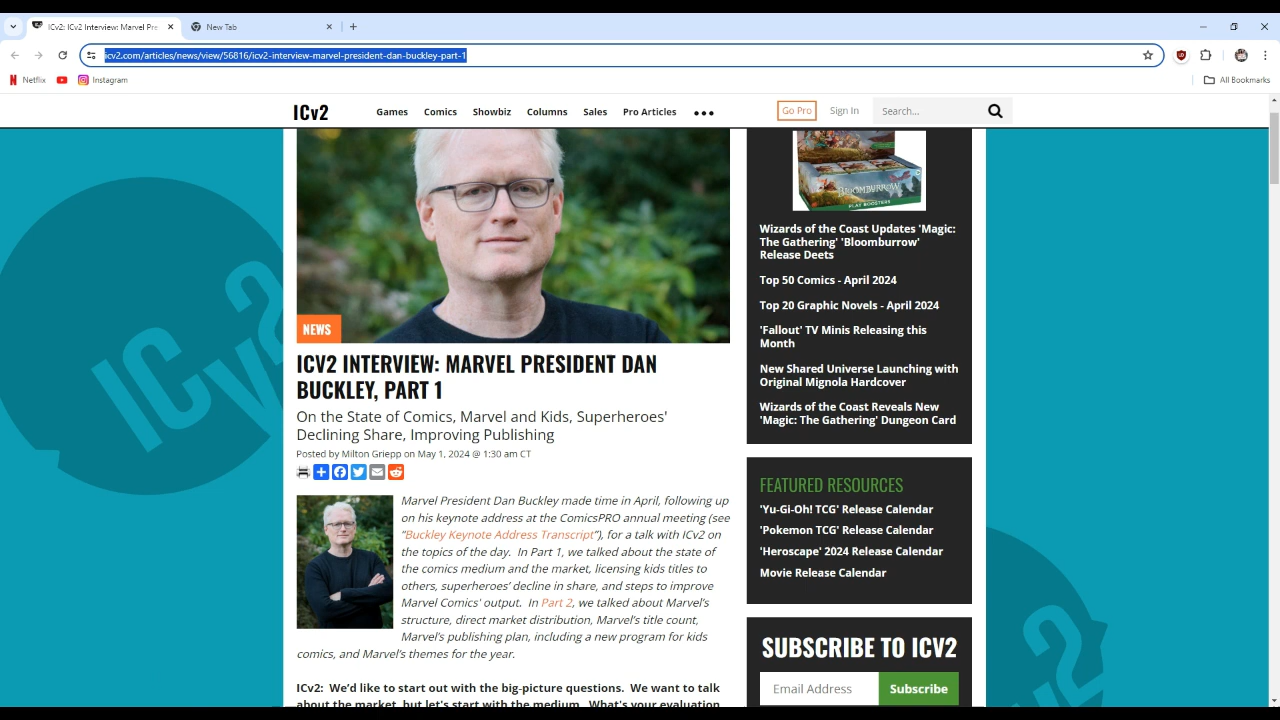 ICv2: ICv2 Interview: Marvel Pre
New Tab
icv2.com/articles/news/view/56816/icv2-interview-marvel-president-dan-buckley-part-1
Netflix
Instagram
All Bookmarks
ICv2
Games
Comics
Showbiz
Columns
Sales
Pro Articles
Go Pro
Sign In
Search...
ICv2
NEWS
ICV2 INTERVIEW: MARVEL PRESIDENT DAN
BUCKLEY, PART 1
On the State of Comics, Marvel and Kids, Superheroes'
Declining Share, Improving Publishing
Posted by Milton Griepp on May 1, 2024 @ 1:30 am CT
Marvel President Dan Buckley made time in April, following up
on his keynote address at the ComicsPRO annual meeting (see
"Buckley Keynote Address Transcript"), for a talk with ICv2 on
the topics of the day.  In Part 1, we talked about the state of
the comics medium and the market, licensing kids titles to
others, superheroes' decline in share, and steps to improve
Marvel Comics' output.  In Part 2, we talked about Marvel's
structure, direct market distribution, Marvel's title count,
Marvel's publishing plan, including a new program for kids
comics, and Marvel's themes for the year.
ICv2:  We'd like to start out with the big-picture questions.  We want to talk
about the market, but let's start with the medium.  What's your evaluation
BLOOMBURROW
PLAY BOOSTERS
Wizards of the Coast Updates 'Magic:
The Gathering' 'Bloomburrow'
Release Deets
Top 50 Comics - April 2024
Top 20 Graphic Novels - April 2024
'Fallout' TV Minis Releasing this
Month
New Shared Universe Launching with
Original Mignola Hardcover
Wizards of the Coast Reveals New
'Magic: The Gathering' Dungeon Card
FEATURED RESOURCES
'Yu-Gi-Oh! TCG' Release Calendar
'Pokemon TCG' Release Calendar
'Heroscape' 2024 Release Calendar
Movie Release Calendar
SUBSCRIBE TO ICV2
Email Address
Subscribe
v2